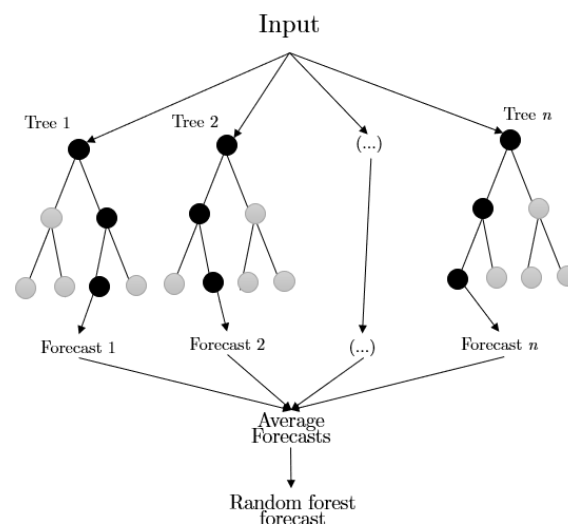 Input
Tree 1
Tree 2
Tree n
(...)
Forecast 1
Forecast 2
(...)
Forecast n
Average
Forecasts
Random forest
forecast